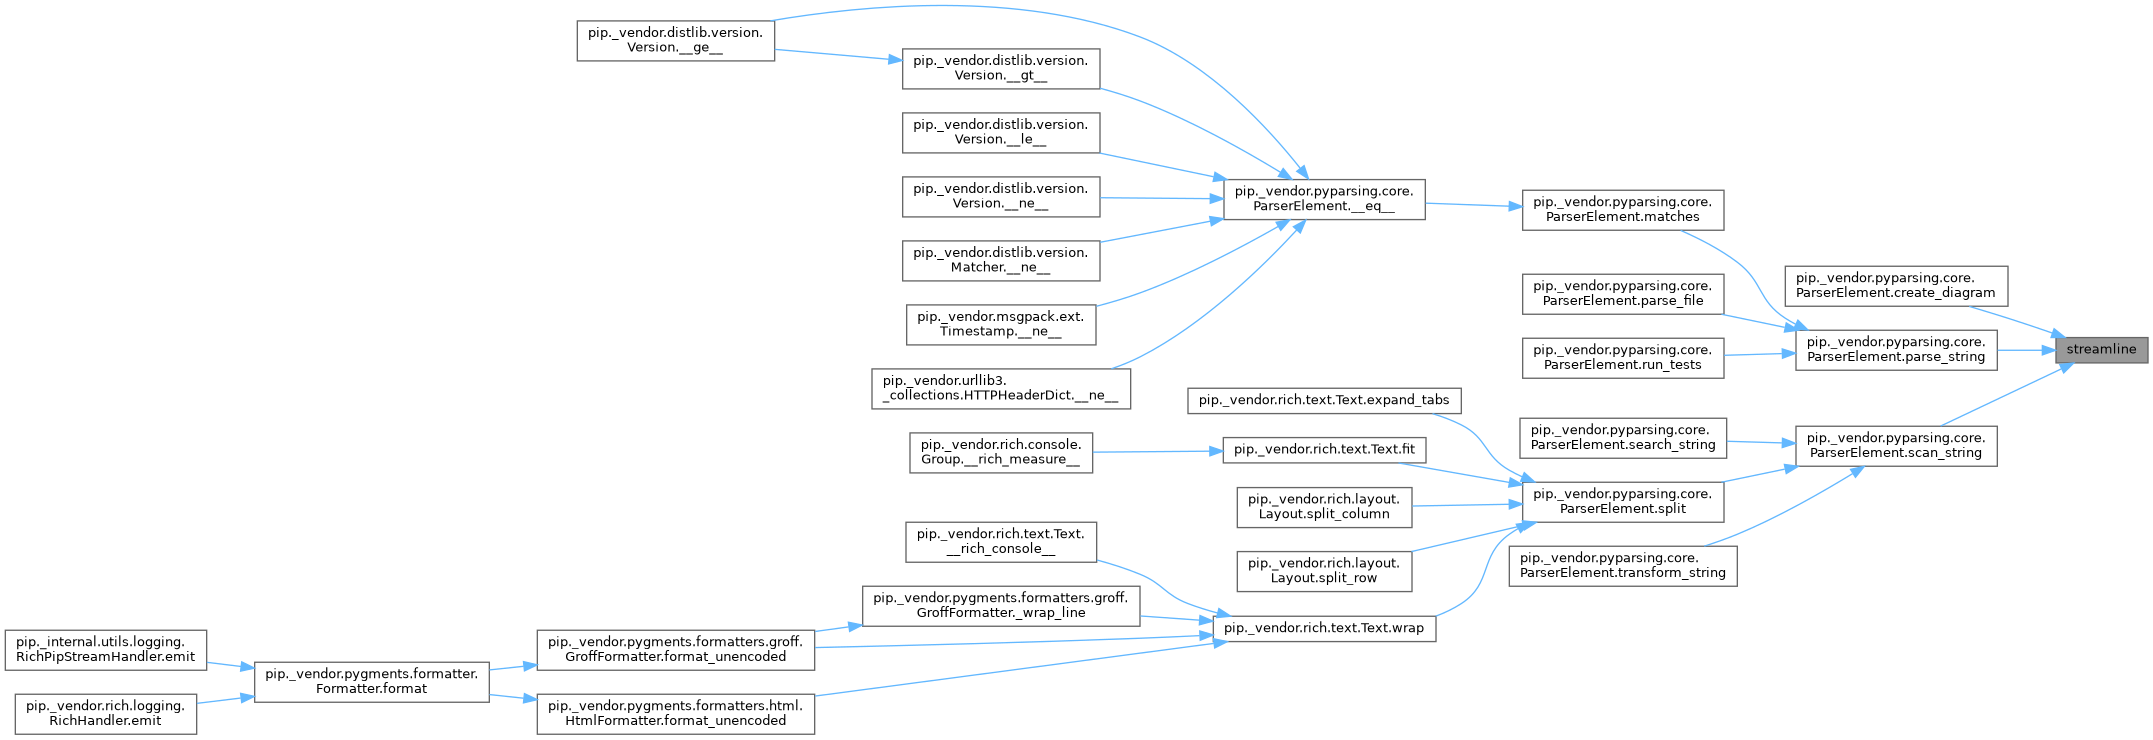 pip._vendor.distlib.version.
Version.__ge__
pip._vendor.distlib.version.
Version.__gt__
pip._vendor.distlib.version.
Version.__le__
pip._vendor.distlib.version.
Version.__ne__
pip._vendor.distlib.version.
Matcher.__ne__
pip._vendor.msgpack.ext.
Timestamp.__ne__
pip._vendor.urllib3.
_collections.HTTPHeaderDict.__ne__
pip._vendor.pyparsing.core.
ParserElement.__eq__
pip._vendor.pyparsing.core.
ParserElement.matches
pip._vendor.pyparsing.core.
ParserElement.parse_file
pip._vendor.pyparsing.core.
ParserElement.run_tests
pip._vendor.pyparsing.core.
ParserElement.create_diagram
pip._vendor.pyparsing.core.
ParserElement.parse_string
streamline
pip._vendor.rich.text.Text.expand_tabs
pip._vendor.pyparsing.core.
ParserElement.search_string
pip._vendor.pyparsing.core.
ParserElement.scan_string
pip._vendor.rich.console.
Group.__rich_measure__
pip._vendor.rich.text.Text.fit
pip._vendor.rich.layout.
Layout.split_column
pip._vendor.pyparsing.core.
ParserElement.split
pip._vendor.rich.layout.
Layout.split_row
pip._vendor.pyparsing.core.
ParserElement.transform_string
pip._vendor.rich.text.Text.
__rich_console__
pip._vendor.pygments.formatters.groff.
GroffFormatter._wrap_line
pip._vendor.rich.text.Text.wrap
pip._internal.utils.logging.
RichPipStreamHandler.emit
pip._vendor.pygments.formatters.groff.
GroffFormatter.format_unencoded
pip._vendor.pygments.formatter.
Formatter.format
pip._vendor.rich.logging.
RichHandler.emit
pip._vendor.pygments.formatters.html.
HtmlFormatter.format_unencoded